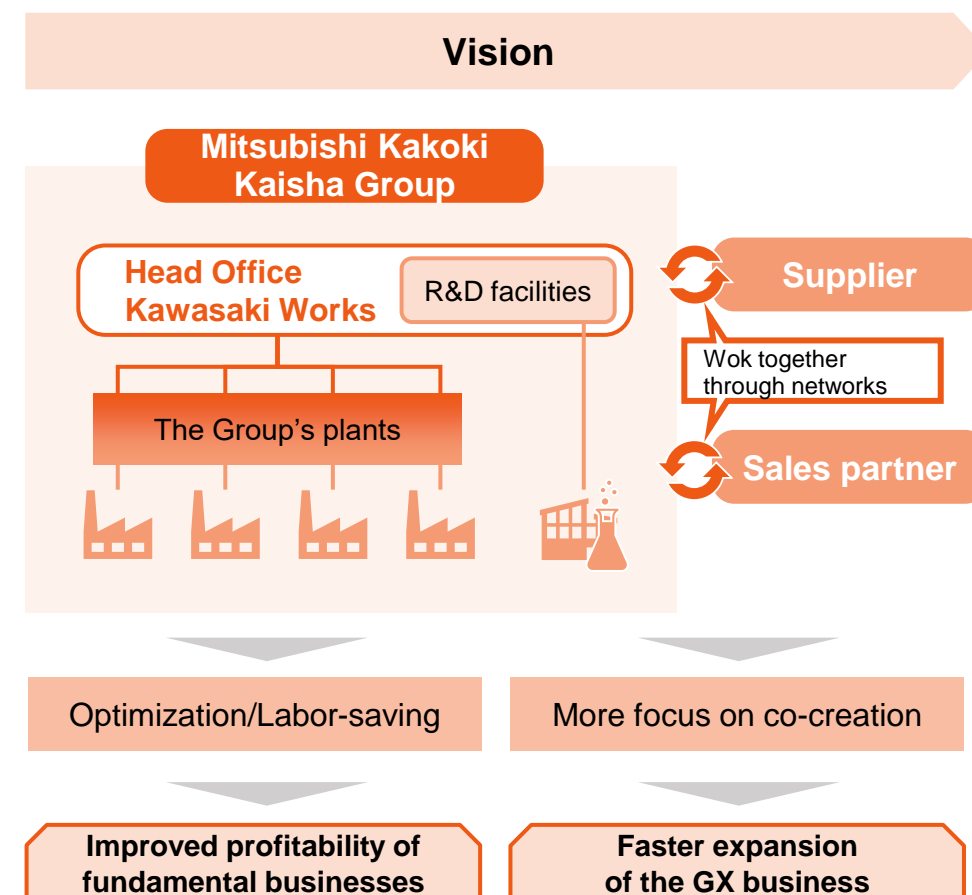 Vision
Mitsubishi Kakoki
Kaisha Group
Head Office
Kawasaki Works
R&D facilities
Supplier
Wok together
through networks
The Group's plants
Sales partner
Optimization/Labor-saving
More focus on co-creation
Improved profitability of
fundamental businesses
Faster expansion
of the GX business